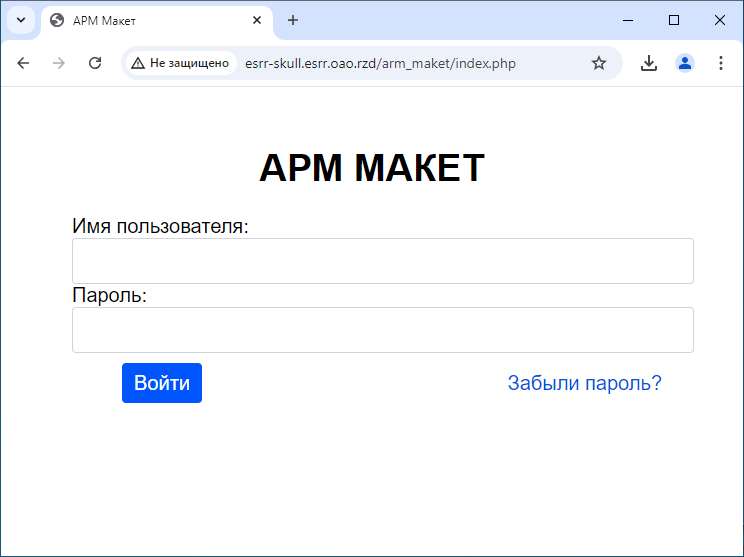 АРМ Макет
Не защищено
esrr-skull.esrr.oao.rzd/arm_maket/index.php
АРМ МАКЕТ
Имя пользователя:
Пароль:
Войти
Забыли пароль?